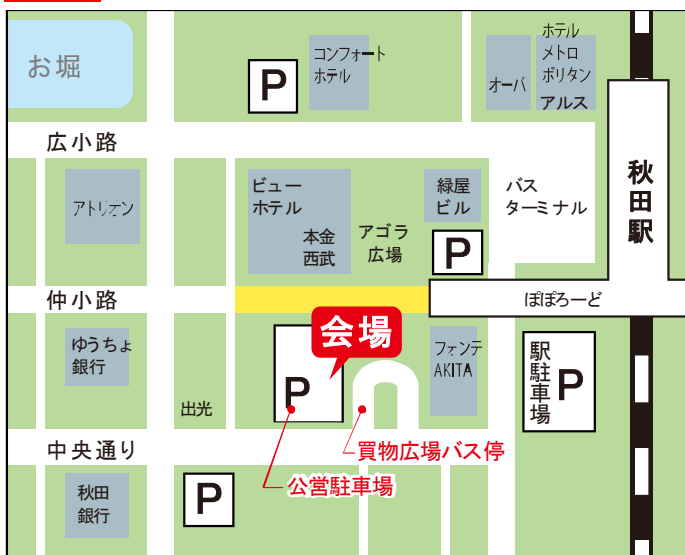 お堀
P
コンフォート
ホテル
オーパ
ホテル
メトロ
ポリタン
アルス
広小路
アトリオン
ビュー
ホテル
本金
西武
アゴラ
広場
緑屋
ビル
P
バス
ターミナル
秋田駅
仲小路
ぽぽろーど
会場
ゆうちょ
銀行
P
フォンテ
AKITA
駅駐車場
P
出光
中央通り
買物広場バス停
公営駐車場
秋田
銀行
P